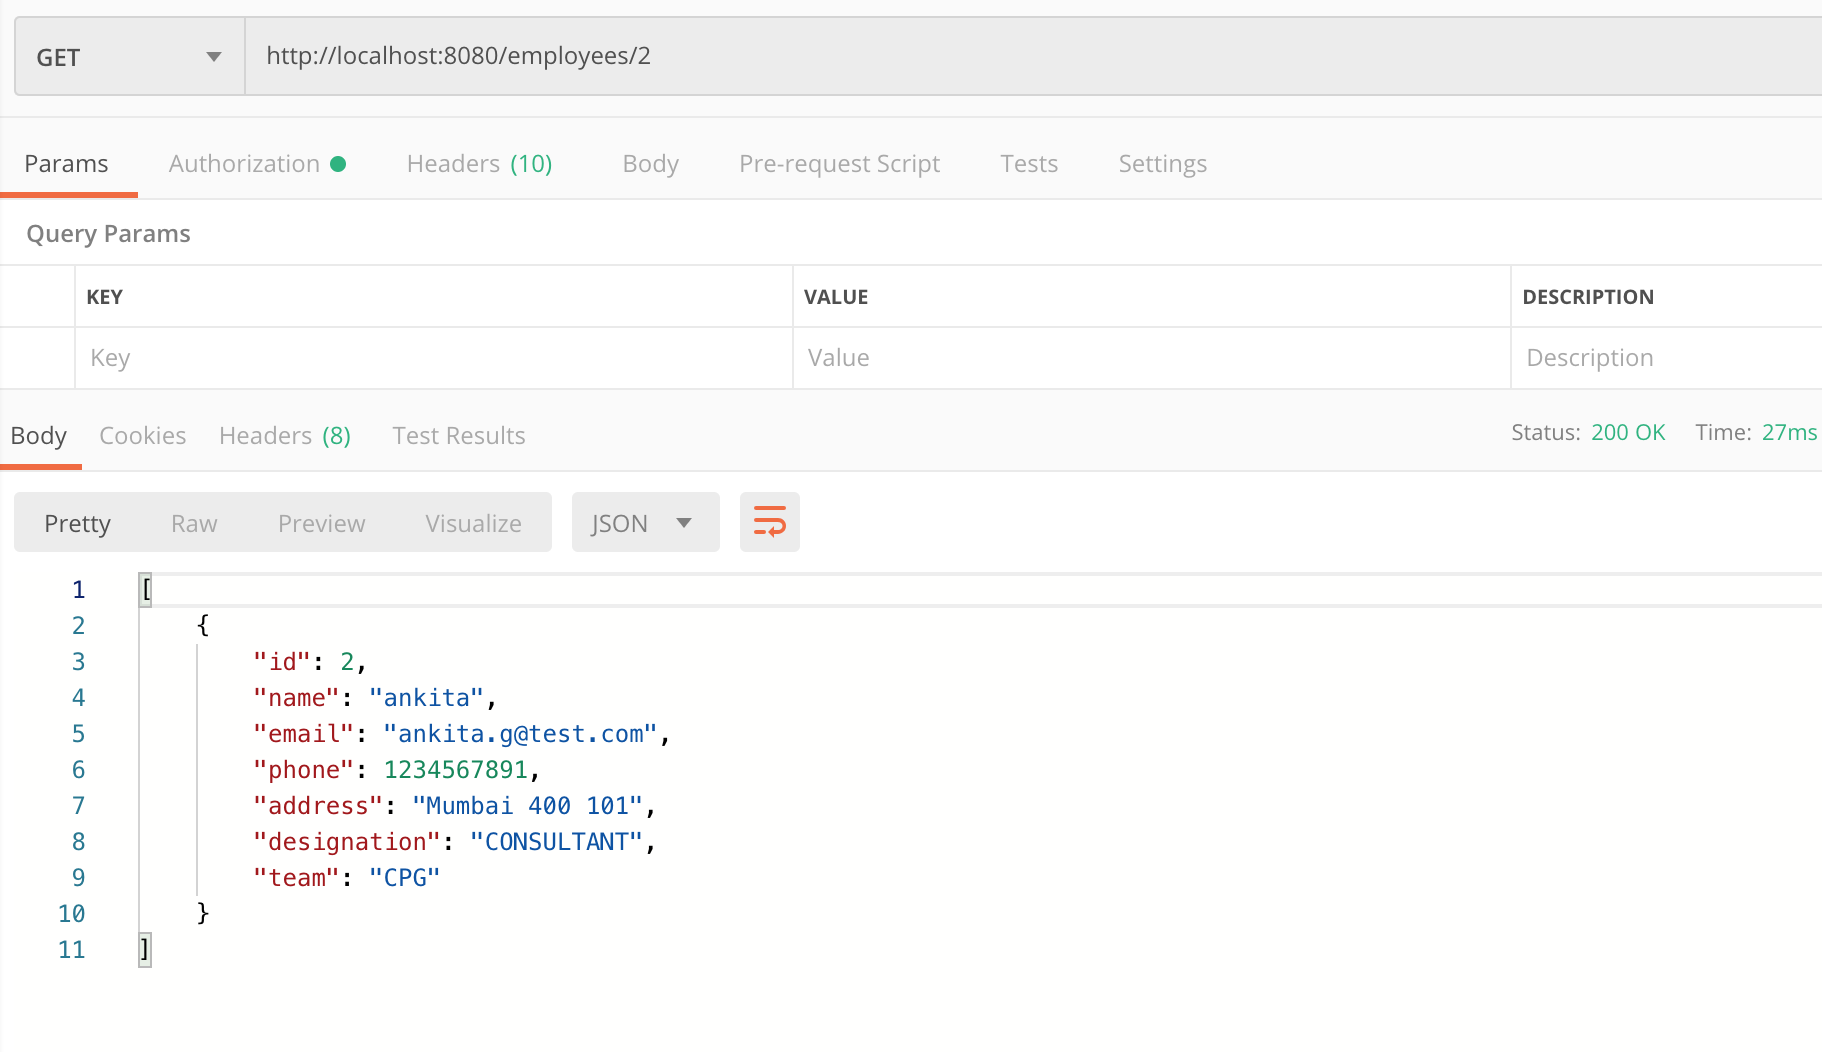 GET http://localhost:8080/employees/2
Params Authorization Headers (10) Body Pre-request Script Tests Settings
Query Params
KEY VALUE DESCRIPTION
Key Value Description
Body Cookies Headers (8) Test Results Status: 200 OK Time: 27ms
Pretty Raw Preview Visualize JSON
1 [
2 {
3 "id": 2,
4 "name": "ankita",
5 "email": "ankita.g@test.com",
6 "phone": 1234567891,
7 "address": "Mumbai 400 101",
8 "designation": "CONSULTANT",
9 "team": "CPG"
10 }
11 ]